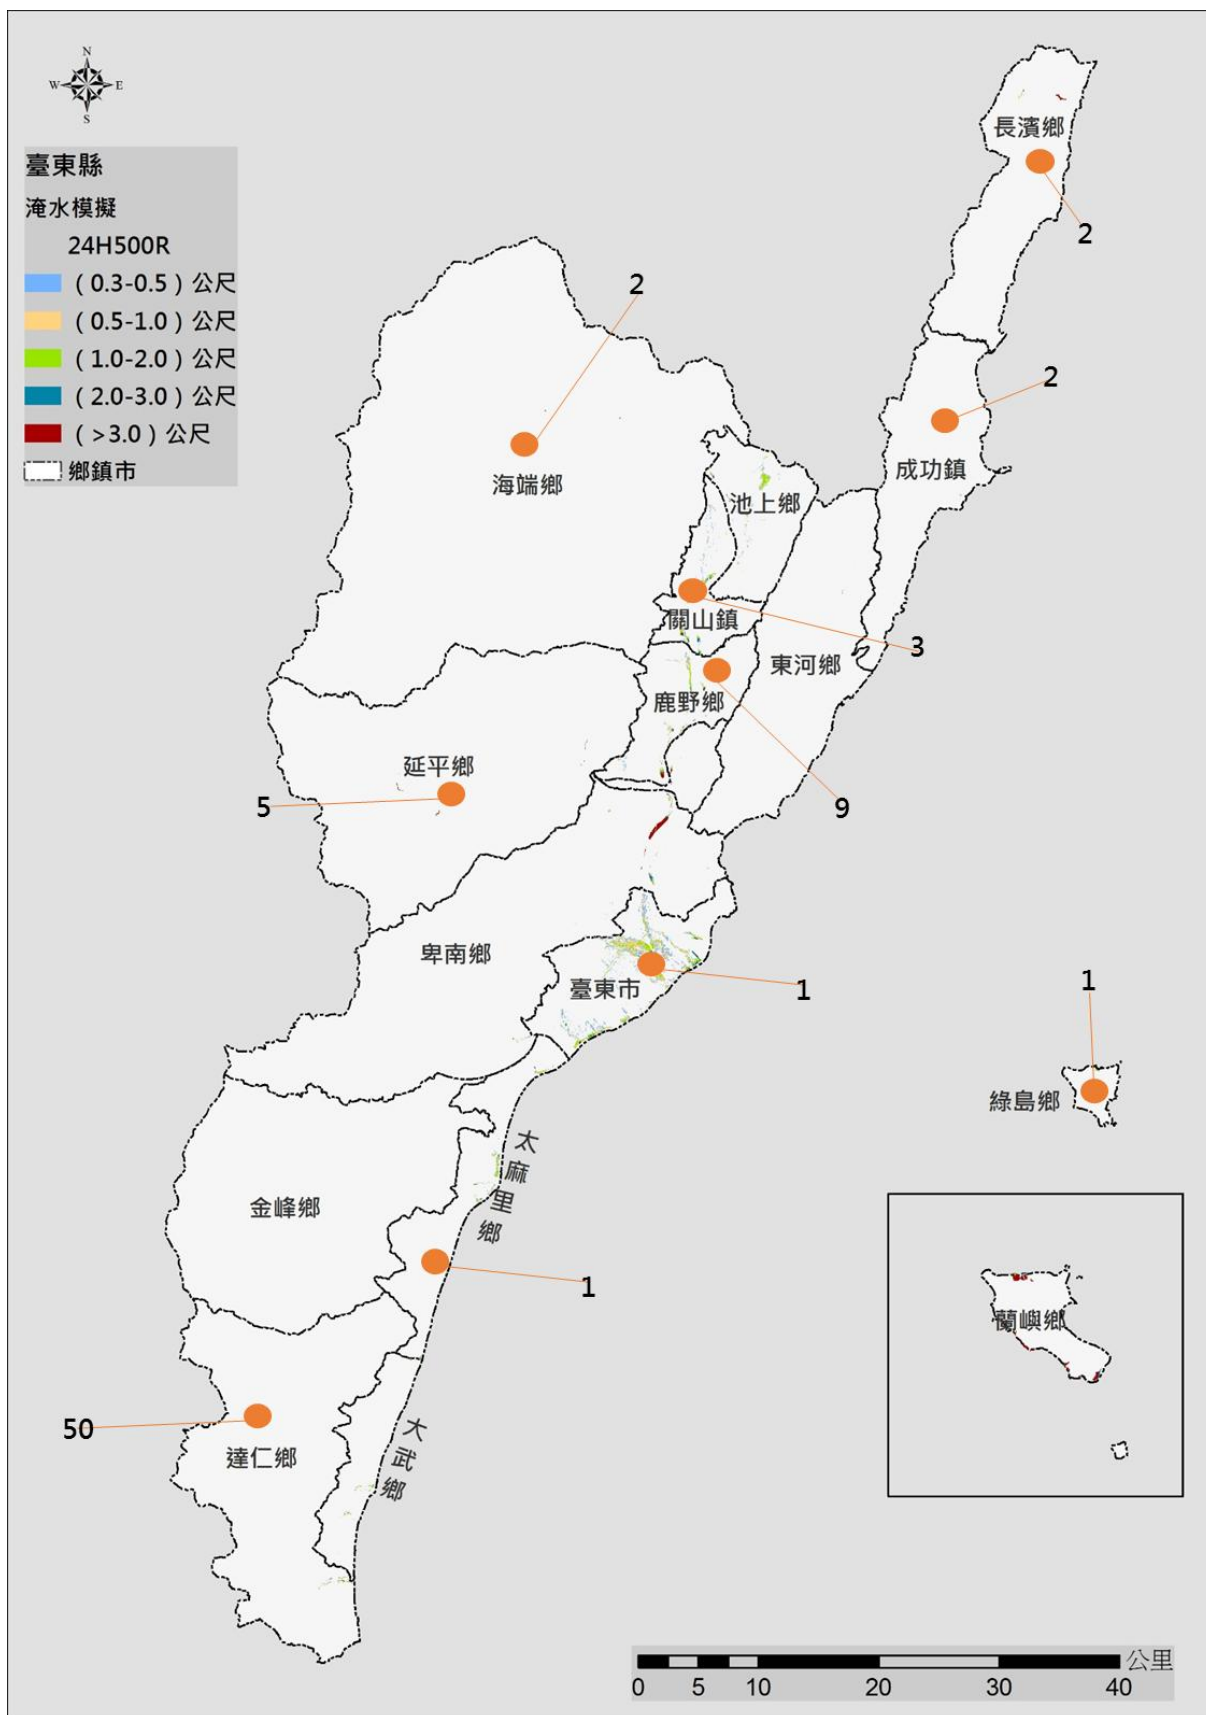 N
W
E
S
臺東縣
淹水模擬
24H500R
（0.3-0.5）公尺
（0.5-1.0）公尺
（1.0-2.0）公尺
（2.0-3.0）公尺
（>3.0）公尺
鄉鎮市
長濱鄉
2
2
2
海端鄉
成功鎮
池上鄉
關山鎮
3
東河鄉
鹿野鄉
延平鄉
5
9
卑南鄉
臺東市
1
1
綠島鄉
太麻里鄉
金峰鄉
1
蘭嶼鄉
50
達仁鄉
大武鄉
公里
0 5 10 20 30 40